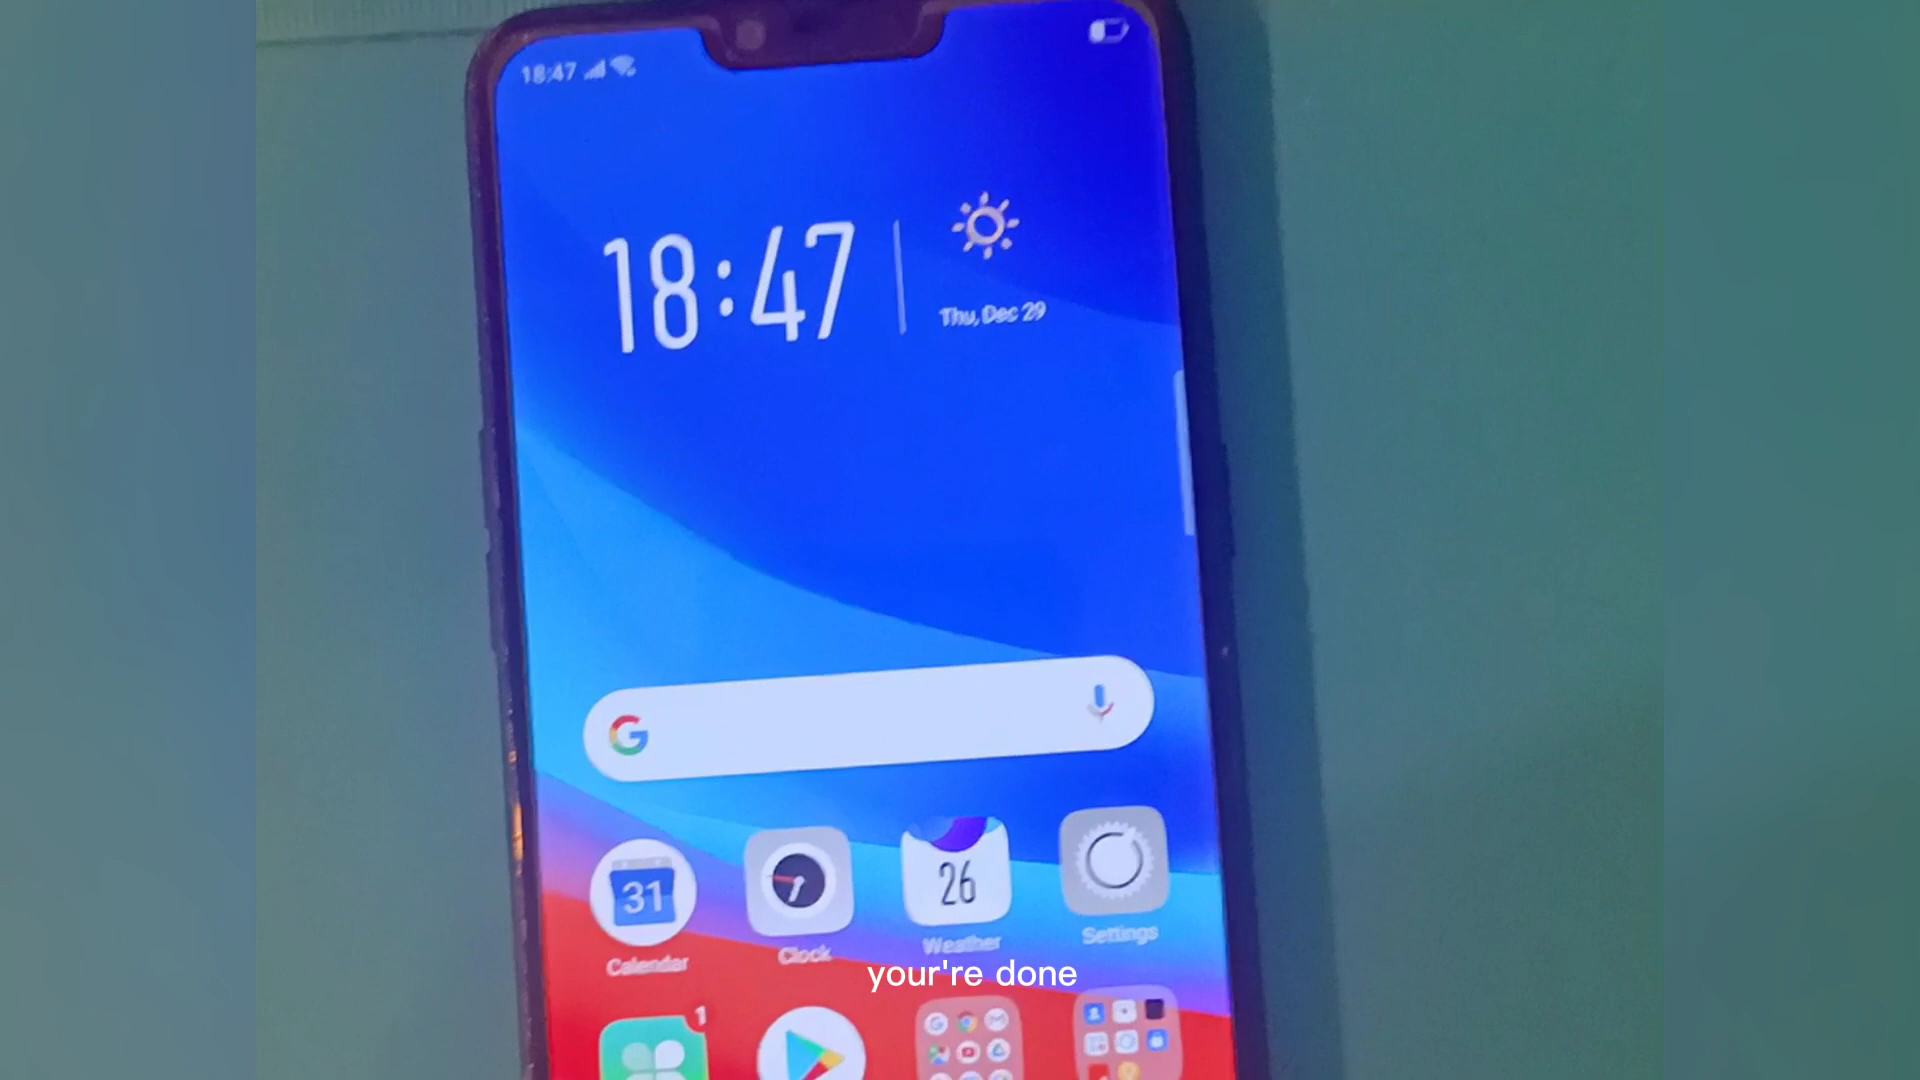 18:47
18:47
Thu, Dec 29
G
31
26
Calendar
Clock
Weather
Settings
your're done
1